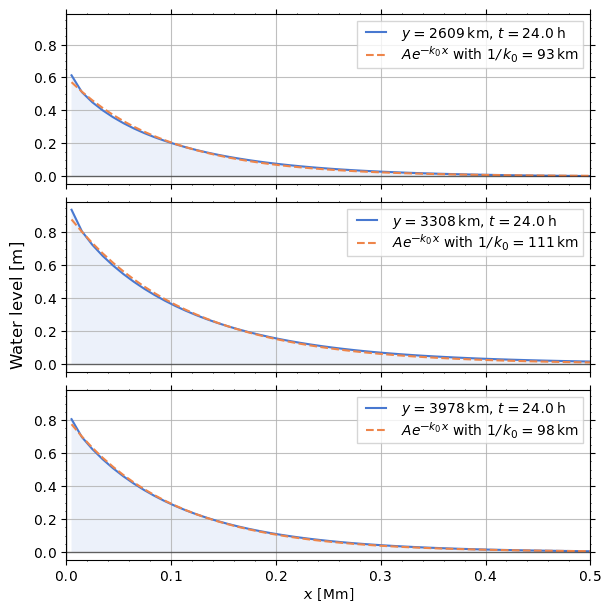 y = 2609 km, t = 24.0 h
Ae^{-k_0 x} with 1/k_0 = 93 km
0.8
0.6
0.4
0.2
0.0
y = 3308 km, t = 24.0 h
Ae^{-k_0 x} with 1/k_0 = 111 km
0.8
0.6
0.4
0.2
0.0
Water level [m]
y = 3978 km, t = 24.0 h
Ae^{-k_0 x} with 1/k_0 = 98 km
0.8
0.6
0.4
0.2
0.0
0.0 0.1 0.2 0.3 0.4 0.5
x [Mm]